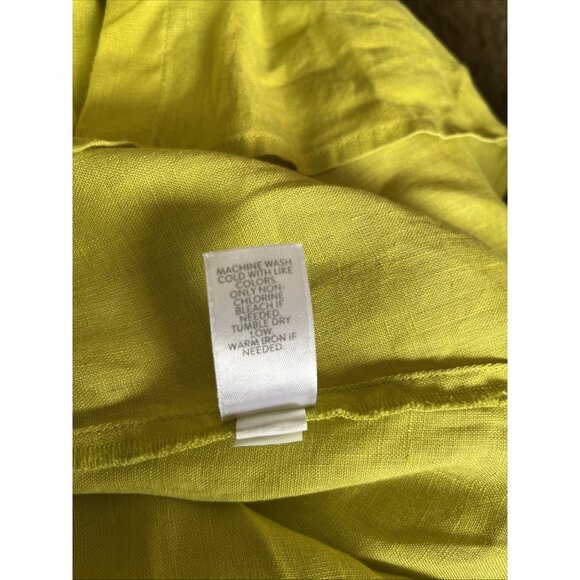 MACHINE WASH
COLD WITH LIKE
COLORS.
ONLY NON-
CHLORINE
BLEACH IF
NEEDED.
TUMBLE DRY
LOW.
WARM IRON IF
NEEDED.